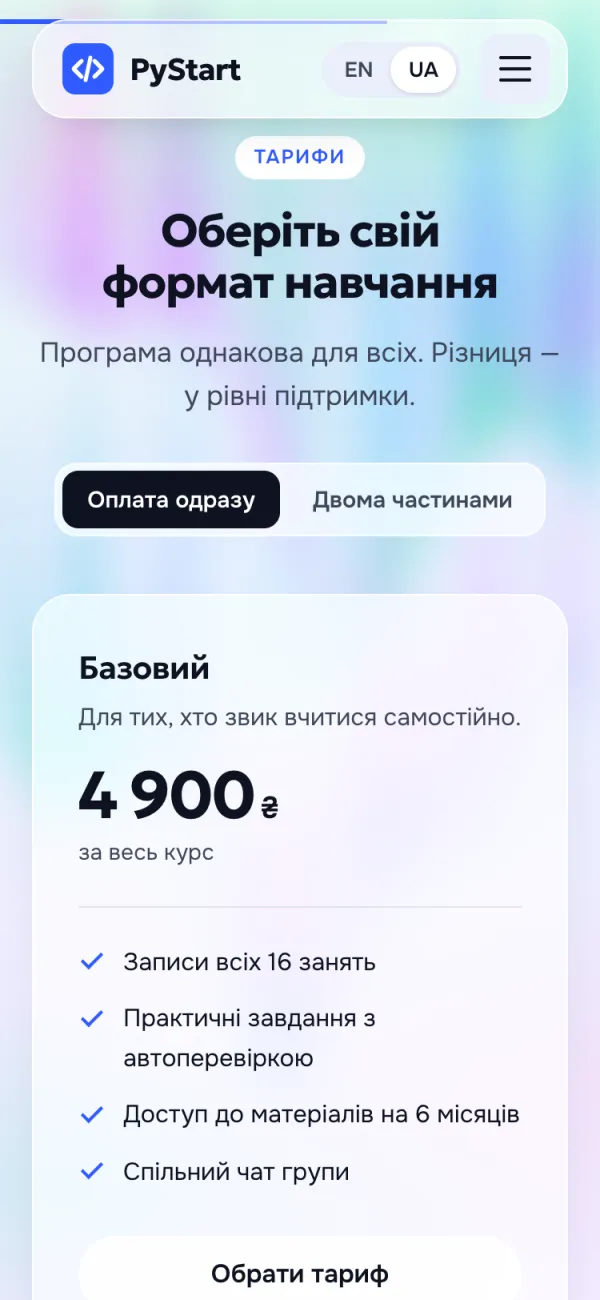 </> PyStart EN UA
ТАРИФИ
Оберіть свій
формат навчання
Програма однакова для всіх. Різниця —
у рівні підтримки.
Оплата одразу Двома частинами
Базовий
Для тих, хто звик вчитися самостійно.
4 900 ₴
за весь курс
Записи всіх 16 занять
Практичні завдання з
автоперевіркою
Доступ до матеріалів на 6 місяців
Спільний чат групи
Обрати тариф